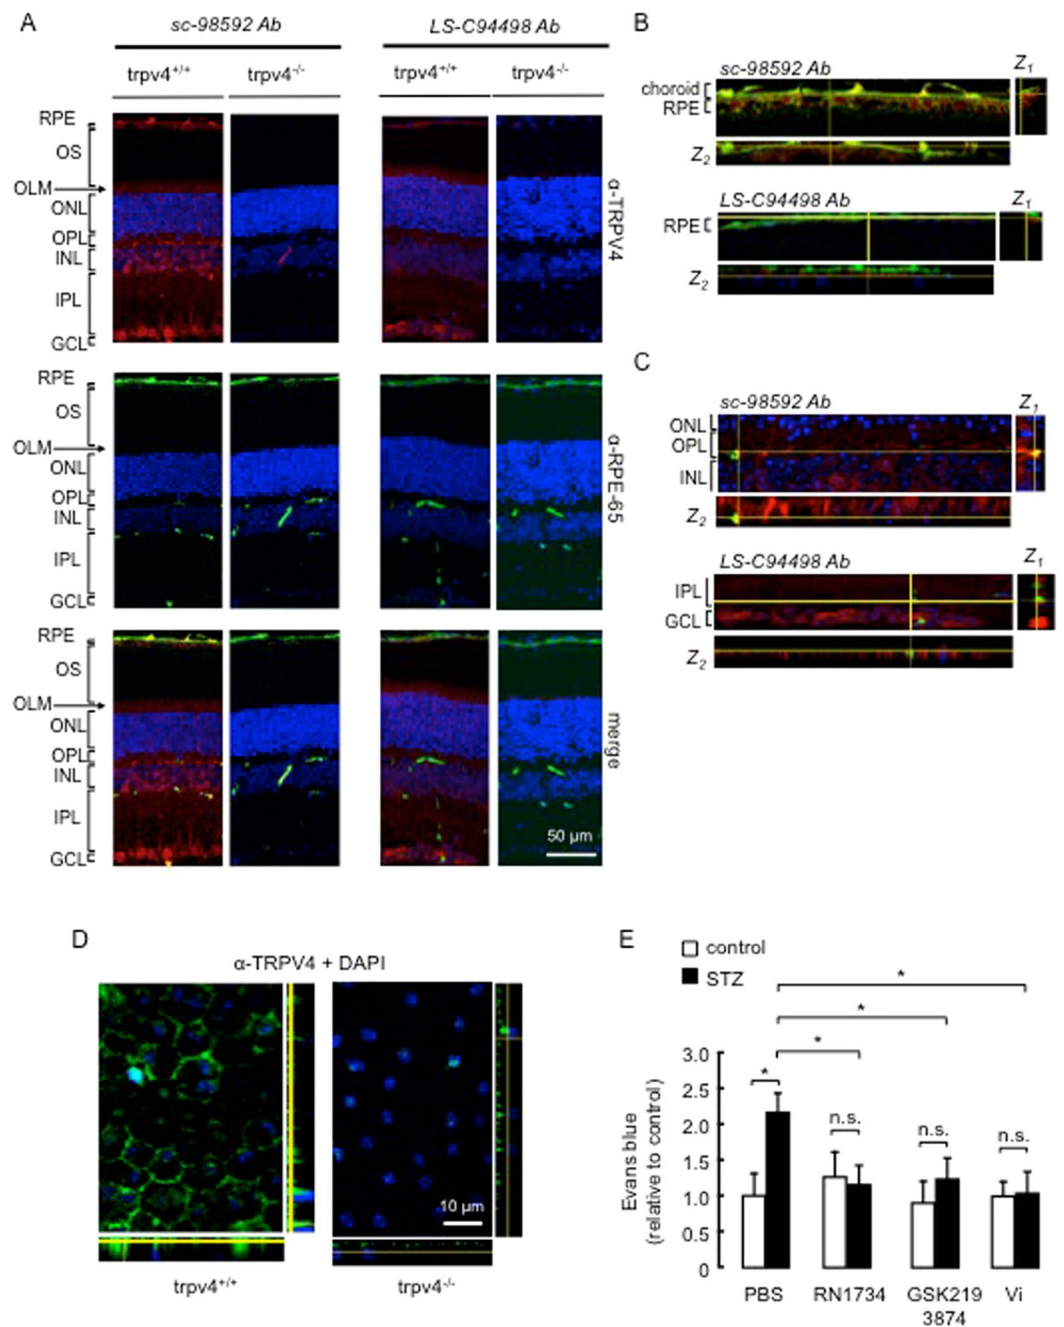 A
sc-98592 Ab
LS-C94498 Ab
trpv4+/+
trpv4-/-
trpv4+/+
trpv4-/-
RPE
OS
OLM
ONL
OPL
INL
IPL
GCL
α-TRPV4
RPE
OS
OLM
ONL
OPL
INL
IPL
GCL
α-RPE-65
RPE
OS
OLM
ONL
OPL
INL
IPL
GCL
merge
50 µm
B
sc-98592 Ab
Z1
choroid
RPE
Z2
LS-C94498 Ab
Z1
RPE
Z2
C
sc-98592 Ab
Z1
ONL
OPL
INL
Z2
LS-C94498 Ab
Z1
IPL
GCL
Z2
D
α-TRPV4 + DAPI
10 µm
trpv4+/+
trpv4-/-
E
control
STZ
*
*
*
*
n.s.
n.s.
n.s.
Evans blue
(relative to control)
3.0
2.5
2.0
1.5
1.0
0.5
0
PBS
RN1734
GSK219
3874
Vi